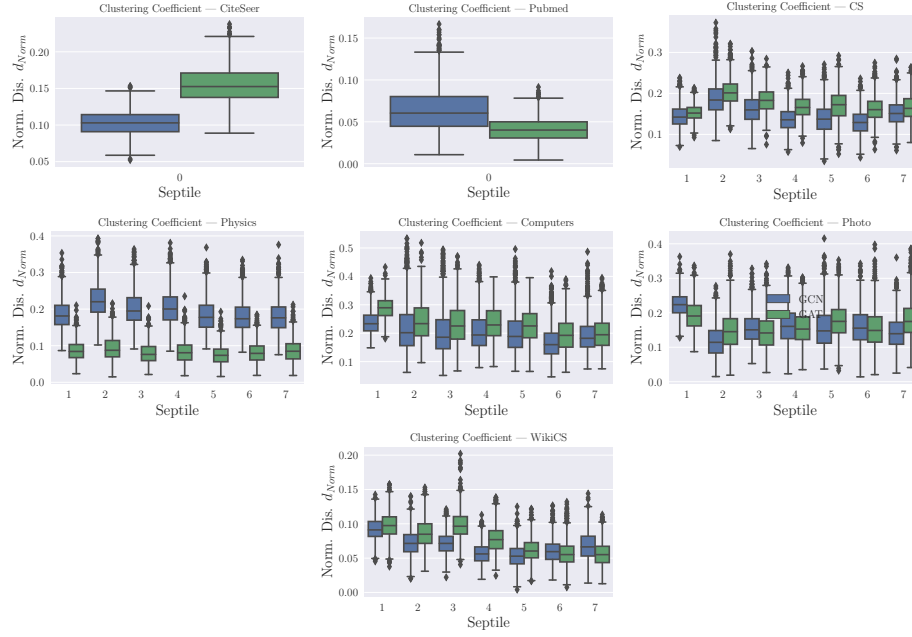 Clustering Coefficient — CiteSeer
Norm. Dis. d_Norm
0.20
0.15
0.10
0.05
0
Septile
Clustering Coefficient — Pubmed
Norm. Dis. d_Norm
0.15
0.10
0.05
0.00
0
Septile
Clustering Coefficient — CS
Norm. Dis. d_Norm
0.3
0.2
0.1
1 2 3 4 5 6 7
Septile
Clustering Coefficient — Physics
Norm. Dis. d_Norm
0.4
0.3
0.2
0.1
0.0
1 2 3 4 5 6 7
Septile
Clustering Coefficient — Computers
Norm. Dis. d_Norm
0.5
0.4
0.3
0.2
0.1
1 2 3 4 5 6 7
Septile
Clustering Coefficient — Photo
Norm. Dis. d_Norm
0.4
0.3
0.2
0.1
0.0
GCN
GAT
1 2 3 4 5 6 7
Septile
Clustering Coefficient — WikiCS
Norm. Dis. d_Norm
0.20
0.15
0.10
0.05
0.00
1 2 3 4 5 6 7
Septile